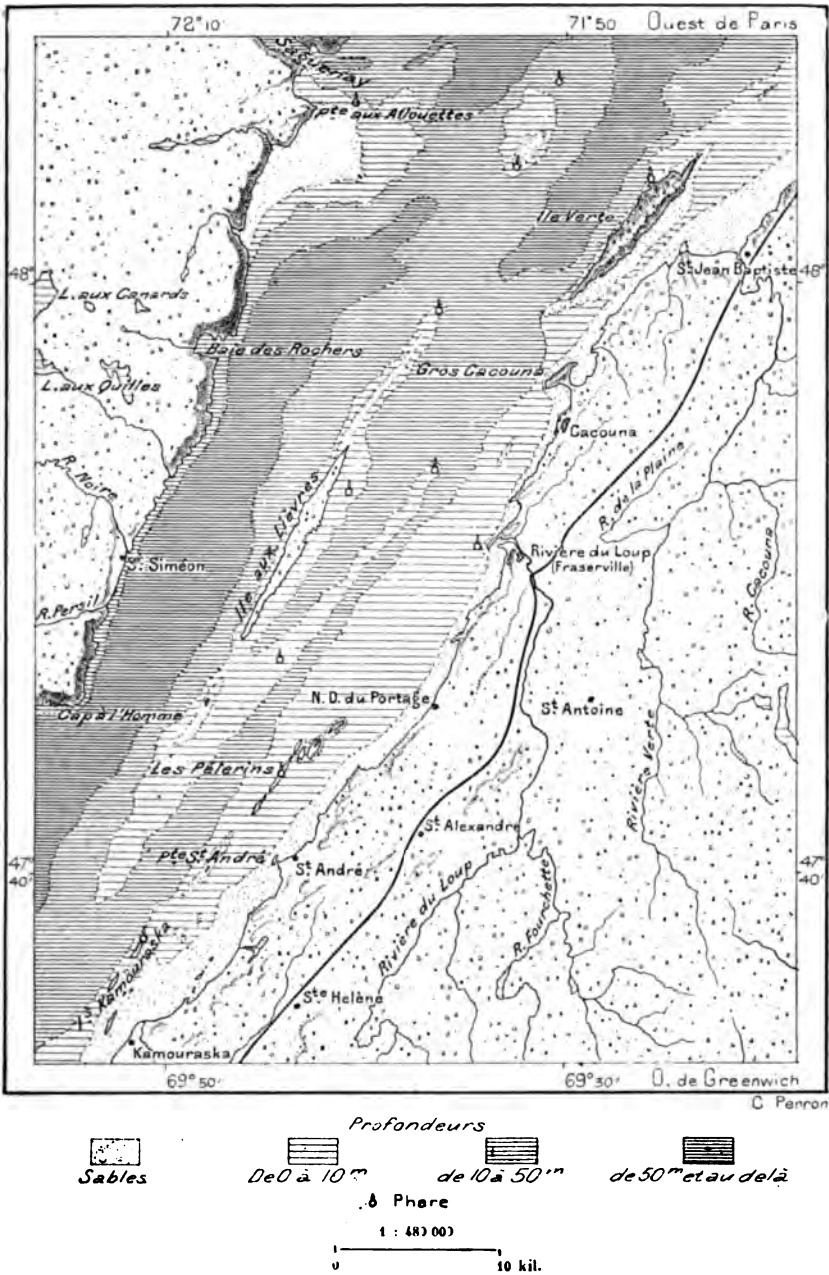 72°10' 71°50' Ouest de Paris
Saguenay
pte aux Allouettes
Ile Verte
48° 48°
St Jean Baptiste
L. aux Canards
Baie des Rochers
Gros Cacouna
L. aux Quilles
Cacouna
R. de la Plaine
R. Noire
Ile aux Lièvres
Rivière du Loup
(Fraserville)
St Siméon
R. Cacouna
R. Persil
N.D. du Portage
St Antoine
Cap à l'Homme
Rivière Verte
Les Pèlerins
St Alexandre
pte St André
47° 47°
St André
40' 40'
Rivière du Loup
R. Fourchette
Is Kamouraska
Ste Hélène
Kamouraska
69°50' 69°30' O. de Greenwich
C Perron
Profondeurs
Sables De 0 à 10m de 10 à 50m de 50m et au delà
Phare
1 : 480 000
0 10 kil.